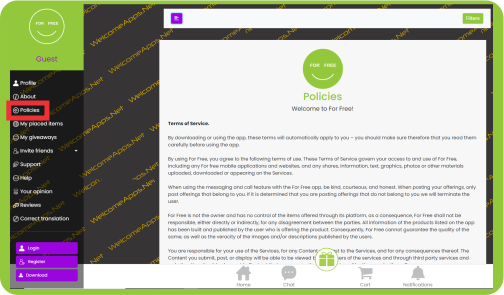 FOR FREE
Guest
Profile
About
Policies
My placed items
My giveaways
Invite friends
Support
Help
Your opinion
Reviews
Correct translation
Login
Register
Download
Filters
FOR FREE
Policies
Welcome to For Free!
Terms of Service.
By downloading or using the app, these terms will automatically apply to you – you should make sure therefore that you read them
carefully before using the app.
By using For Free, you agree to the following terms of use. These Terms of Service govern your access to and use of For Free,
including any For free mobile applications and websites, and any shares, information, text, graphics, photos or other materials
uploaded, downloaded or appearing on the Services.
When using the messaging and call feature with the For Free app, be kind, courteous, and honest. When posting your offerings, only
post offerings that belong to you. If it is determined that you are posting offerings that do not belong to you we will terminate the
user.
For Free is not the owner and has no control of the items offered through its platform, as a consequence, For Free shall not be
responsible, either directly or indirectly, for any disagreement between the parties. All information of the products listed on the app
has been built and published by the user who is offering the product. Consequently, For Free cannot guarantee the quality of the
same, as well as the veracity of the images and/or descriptions published by the users.
You are responsible for your use of the Services, for any Content pt to the Services, and for any consequences thereof. The
Content you submit, post, or display will be able to be viewed b ers of the services and through third party services and
Home
Chat
Cart
Notifications
WelcomeApps.Net